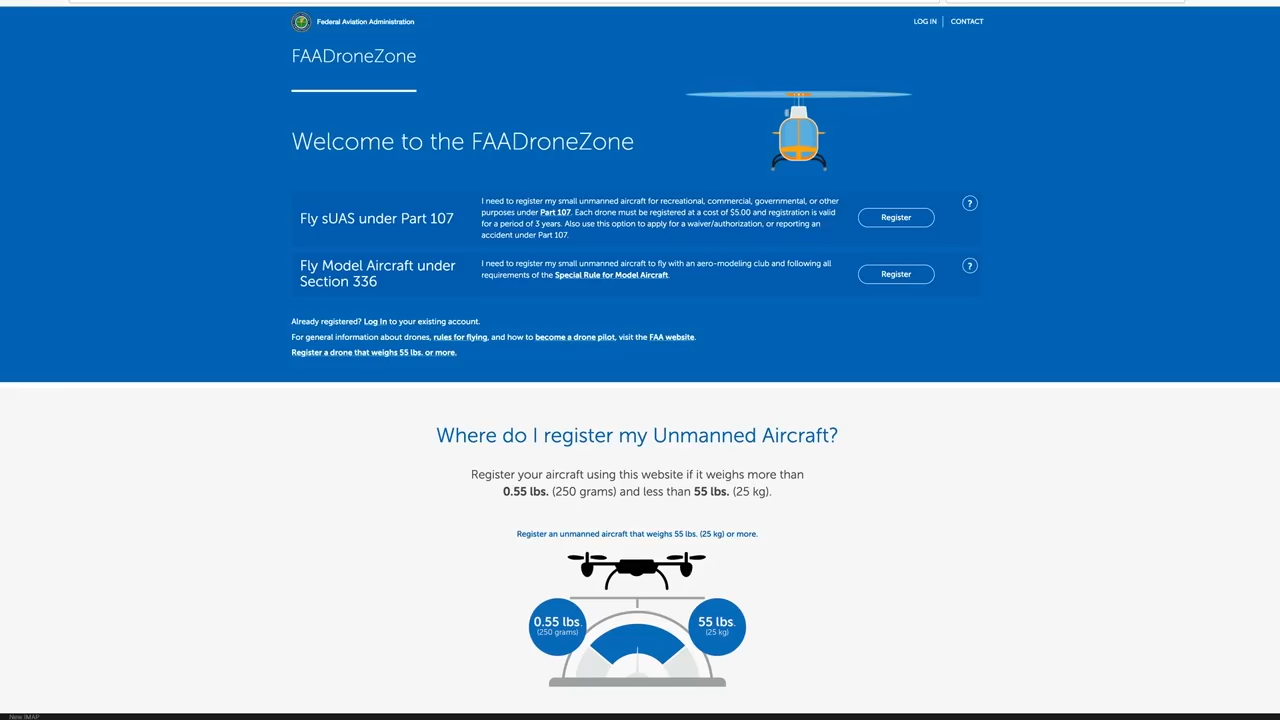 Federal Aviation Administration
LOG IN
CONTACT
FAADroneZone
Welcome to the FAADroneZone
Fly sUAS under Part 107
I need to register my small unmanned aircraft for recreational, commercial, governmental, or other
purposes under Part 107. Each drone must be registered at a cost of $5.00 and registration is valid
for a period of 3 years. Also use this option to apply for a waiver/authorization, or reporting an
accident under Part 107.
Register
?
Fly Model Aircraft under
Section 336
I need to register my small unmanned aircraft to fly with an aero-modeling club and following all
requirements of the Special Rule for Model Aircraft.
Register
?
Already registered? Log In to your existing account.
For general information about drones, rules for flying, and how to become a drone pilot, visit the FAA website.
Register a drone that weighs 55 lbs. or more.
Where do I register my Unmanned Aircraft?
Register your aircraft using this website if it weighs more than
0.55 lbs. (250 grams) and less than 55 lbs. (25 kg).
Register an unmanned aircraft that weighs 55 lbs. (25 kg) or more.
0.55 lbs.
(250 grams)
55 lbs.
(25 kg)
New IMAP